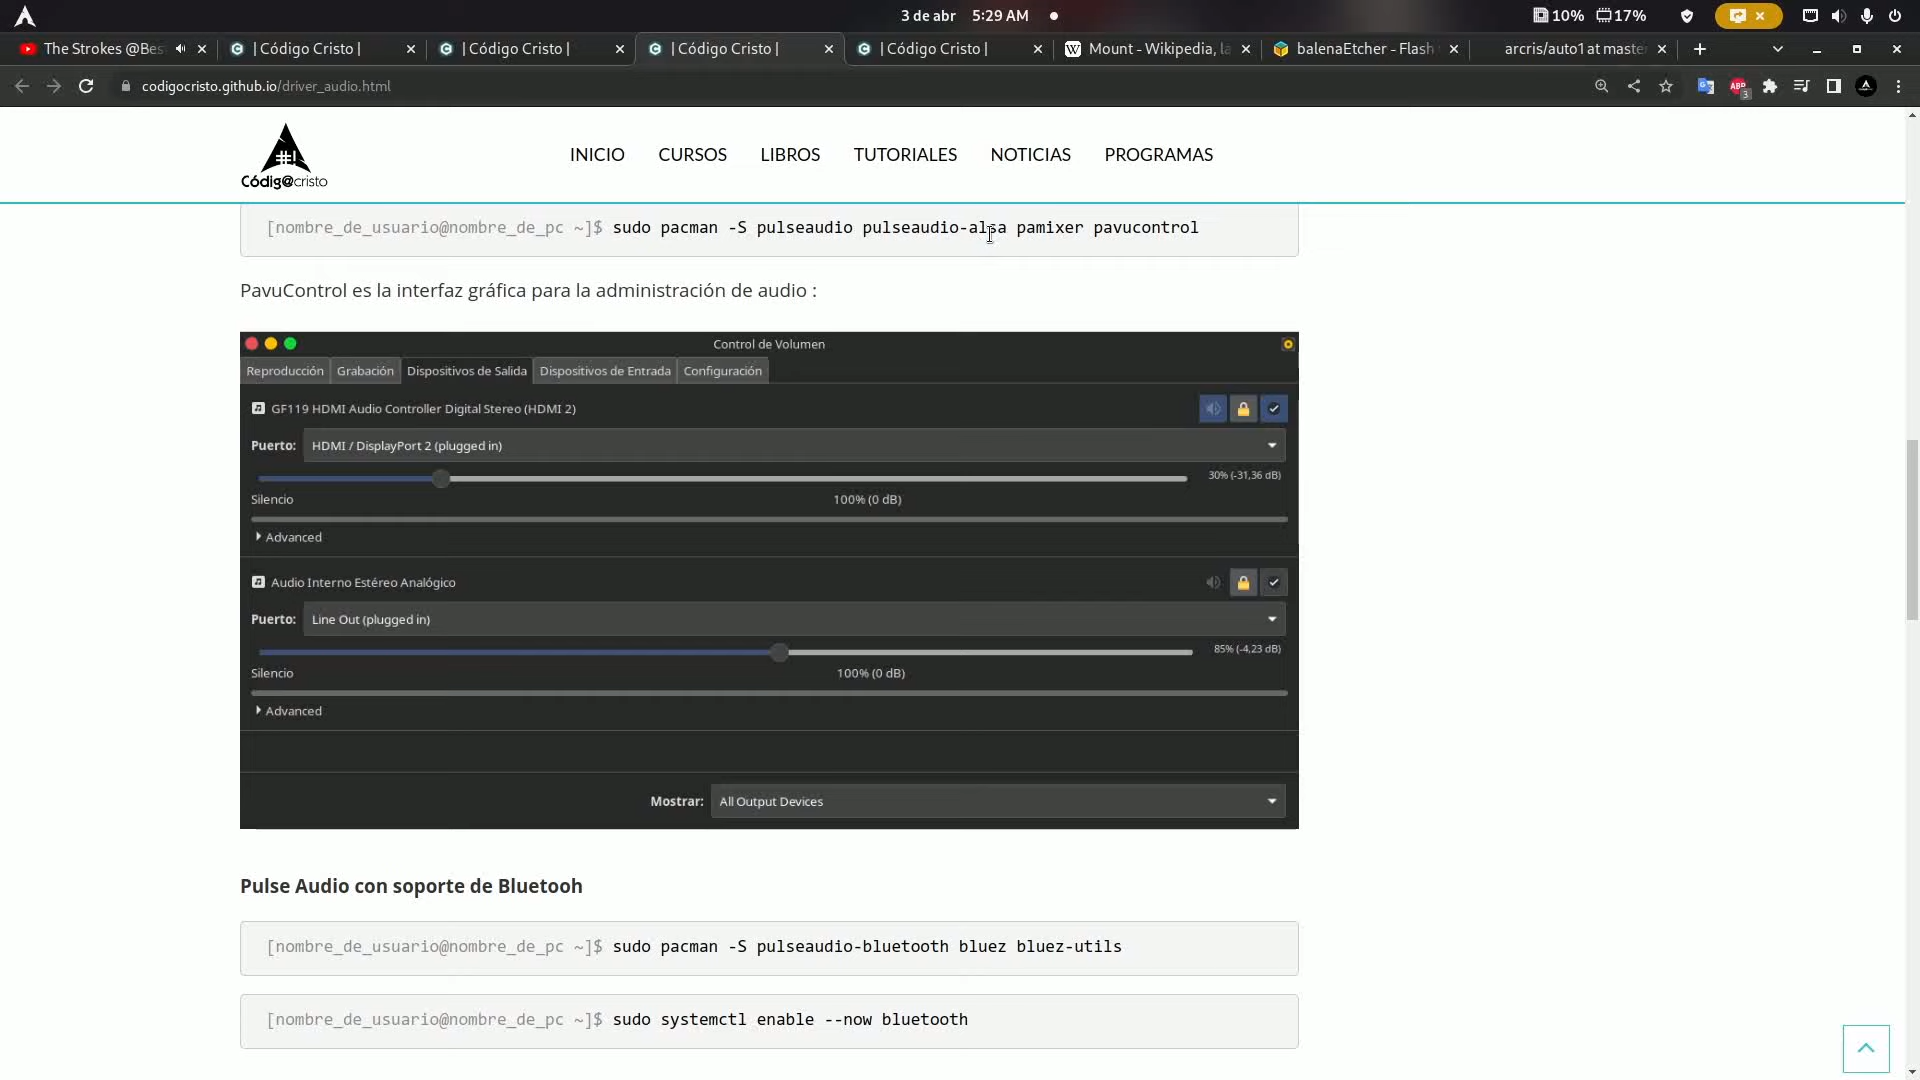 3 de abr 5:29 AM
10% 17%
The Strokes @Bes
| Código Cristo |
| Código Cristo |
| Código Cristo |
| Código Cristo |
Mount - Wikipedia, la
balenaEtcher - Flash
arcris/auto1 at master
codigocristo.github.io/driver_audio.html
ABP
3
#!
Códig@cristo
INICIO CURSOS LIBROS TUTORIALES NOTICIAS PROGRAMAS
[nombre_de_usuario@nombre_de_pc ~]$ sudo pacman -S pulseaudio pulseaudio-alsa pamixer pavucontrol
PavuControl es la interfaz gráfica para la administración de audio :
Control de Volumen
Reproducción Grabación Dispositivos de Salida Dispositivos de Entrada Configuración
GF119 HDMI Audio Controller Digital Stereo (HDMI 2)
Puerto: HDMI / DisplayPort 2 (plugged in)
30% (-31,36 dB)
Silencio 100% (0 dB)
Advanced
Audio Interno Estéreo Analógico
Puerto: Line Out (plugged in)
85% (-4,23 dB)
Silencio 100% (0 dB)
Advanced
Mostrar: All Output Devices
Pulse Audio con soporte de Bluetooh
[nombre_de_usuario@nombre_de_pc ~]$ sudo pacman -S pulseaudio-bluetooth bluez bluez-utils
[nombre_de_usuario@nombre_de_pc ~]$ sudo systemctl enable --now bluetooth